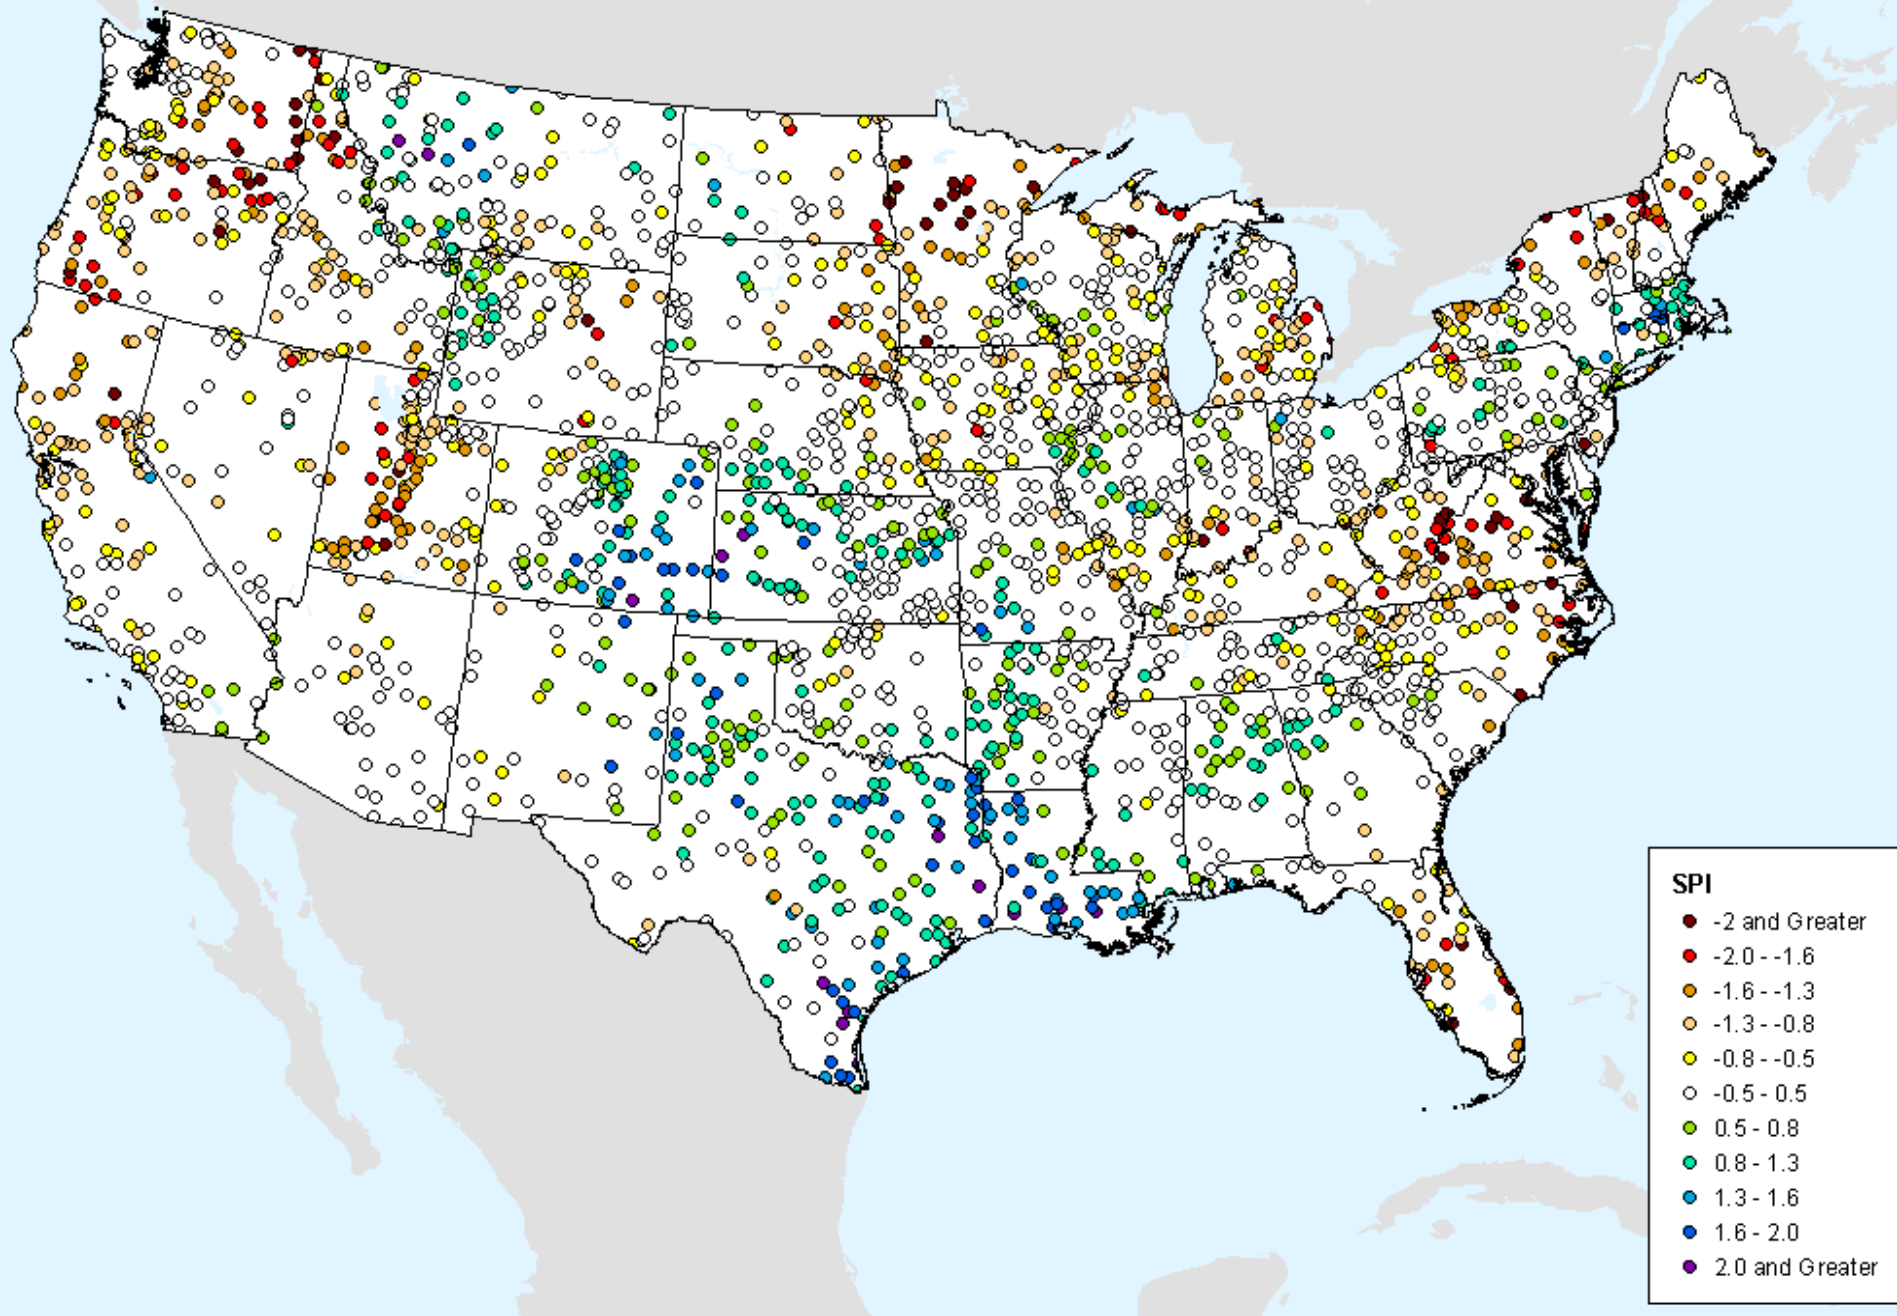 SPI
-2 and Greater
-2.0 - -1.6
-1.6 - -1.3
-1.3 - -0.8
-0.8 - -0.5
-0.5 - 0.5
0.5 - 0.8
0.8 - 1.3
1.3 - 1.6
1.6 - 2.0
2.0 and Greater